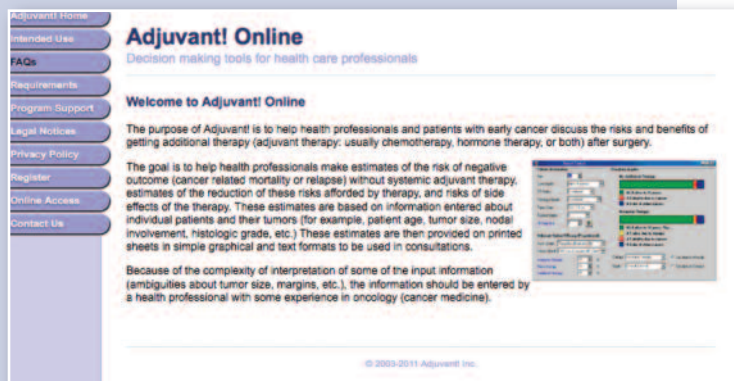 Adjuvant! Home
Intended Use
FAQs
Requirements
Program Support
Legal Notices
Privacy Policy
Register
Online Access
Contact Us
Adjuvant! Online
Decision making tools for health care professionals
Welcome to Adjuvant! Online
The purpose of Adjuvant! is to help health professionals and patients with early cancer discuss the risks and benefits of
getting additional therapy (adjuvant therapy: usually chemotherapy, hormone therapy, or both) after surgery.
The goal is to help health professionals make estimates of the risk of negative
outcome (cancer related mortality or relapse) without systemic adjuvant therapy,
estimates of the reduction of these risks afforded by therapy, and risks of side
effects of the therapy. These estimates are based on information entered about
individual patients and their tumors (for example, patient age, tumor size, nodal
involvement, histologic grade, etc.) These estimates are then provided on printed
sheets in simple graphical and text formats to be used in consultations.
Because of the complexity of interpretation of some of the input information
(ambiguities about tumor size, margins, etc.), the information should be entered by
a health professional with some experience in oncology (cancer medicine).
© 2003-2011 Adjuvant! Inc.